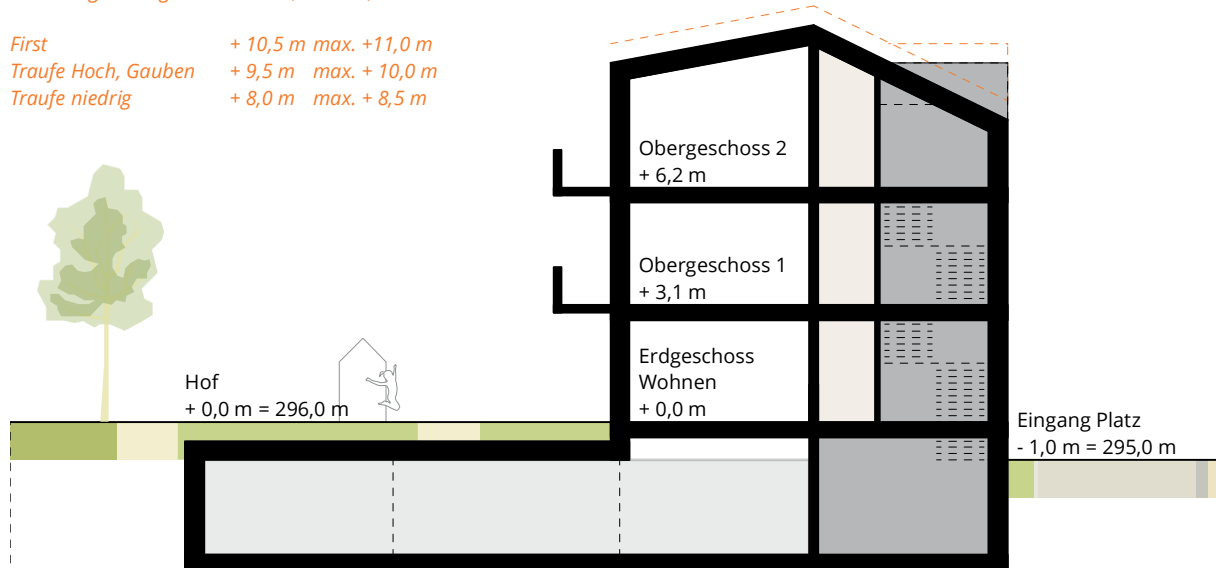 First + 10,5 m max. +11,0 m
Traufe Hoch, Gauben + 9,5 m max. + 10,0 m
Traufe niedrig + 8,0 m max. + 8,5 m
Obergeschoss 2
+ 6,2 m
Obergeschoss 1
+ 3,1 m
Erdgeschoss
Wohnen
+ 0,0 m
Hof
+ 0,0 m = 296,0 m
Eingang Platz
- 1,0 m = 295,0 m